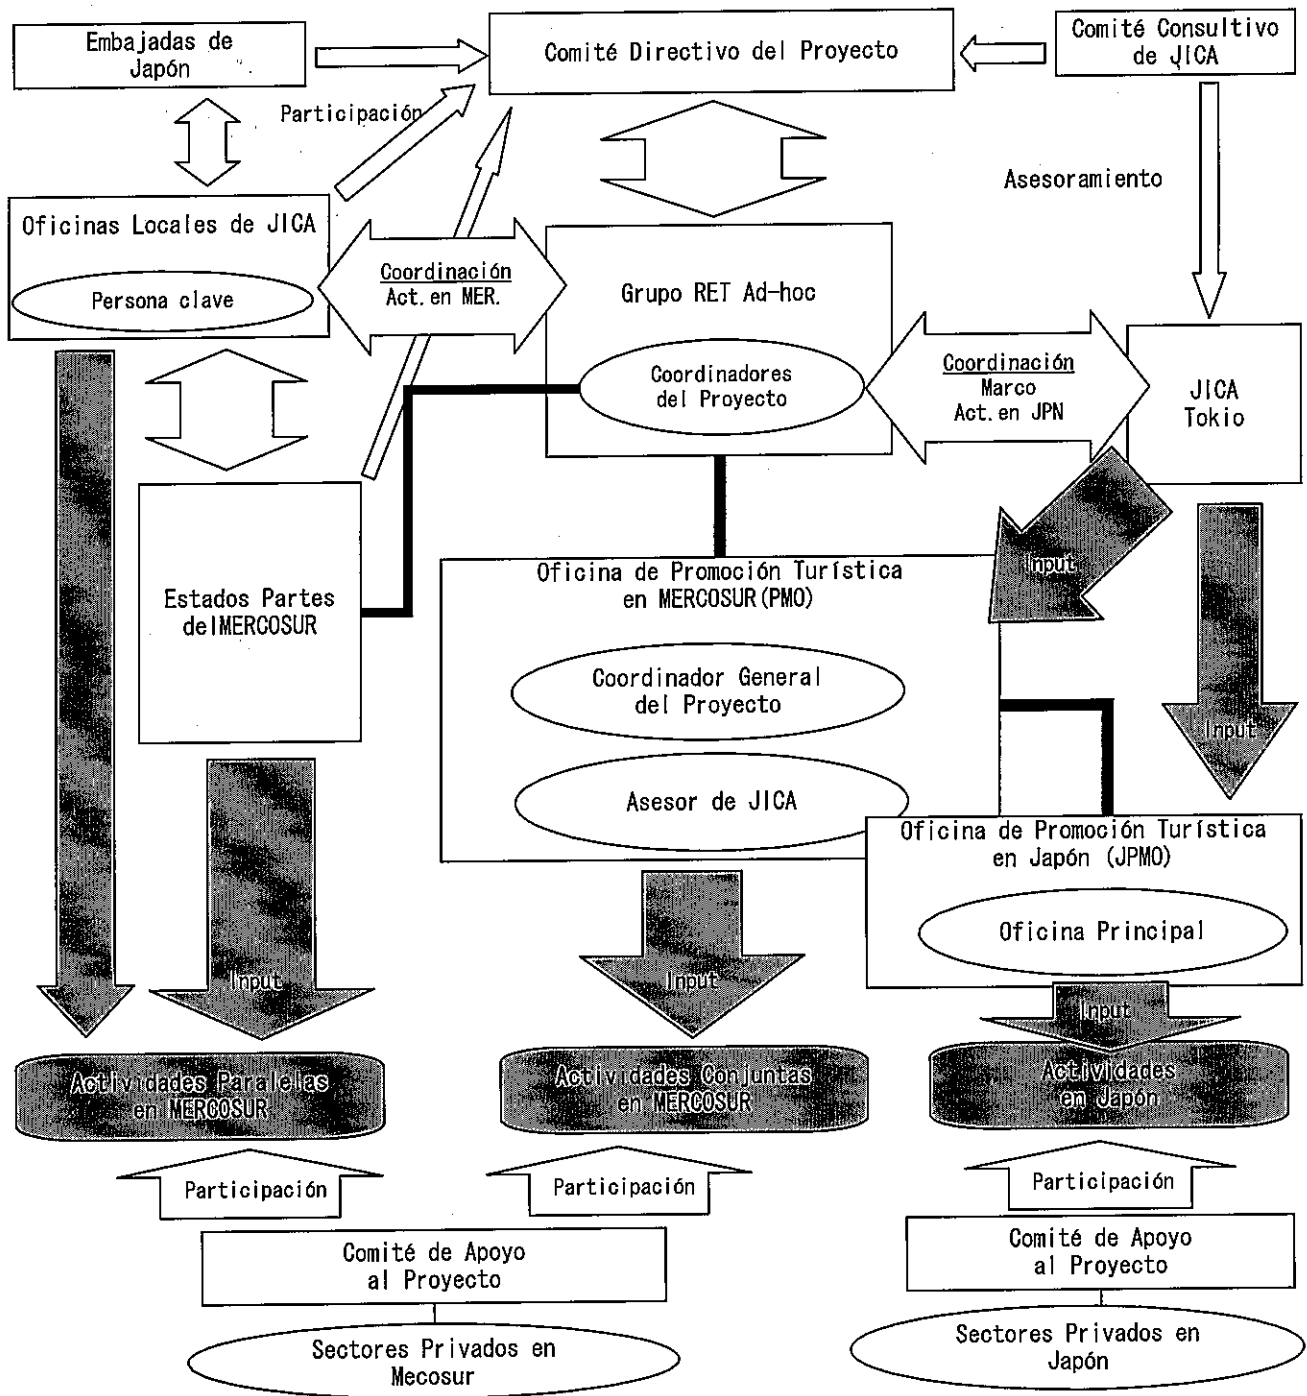 Embajadas de
Japón
Comité Directivo del Proyecto
Comité Consultivo
de JICA
Participación
Asesoramiento
Oficinas Locales de JICA
Persona clave
Coordinación
Act. en MER.
Grupo RET Ad-hoc
Coordinadores
del Proyecto
Coordinación
Marco
Act. en JPN
JICA
Tokio
Estados Partes
delMERCOSUR
Oficina de Promoción Turística
en MERCOSUR(PMO)
Input
Coordinador General
del Proyecto
Input
Asesor de JICA
Oficina de Promoción Turística
en Japón (JPMO)
Oficina Principal
Input
Input
Input
Actividades Paralelas
en MERCOSUR
Actividades Conjuntas
en MERCOSUR
Actividades
en Japón
Participación
Participación
Participación
Comité de Apoyo
al Proyecto
Comité de Apoyo
al Proyecto
Sectores Privados en
Mecosur
Sectores Privados en
Japón